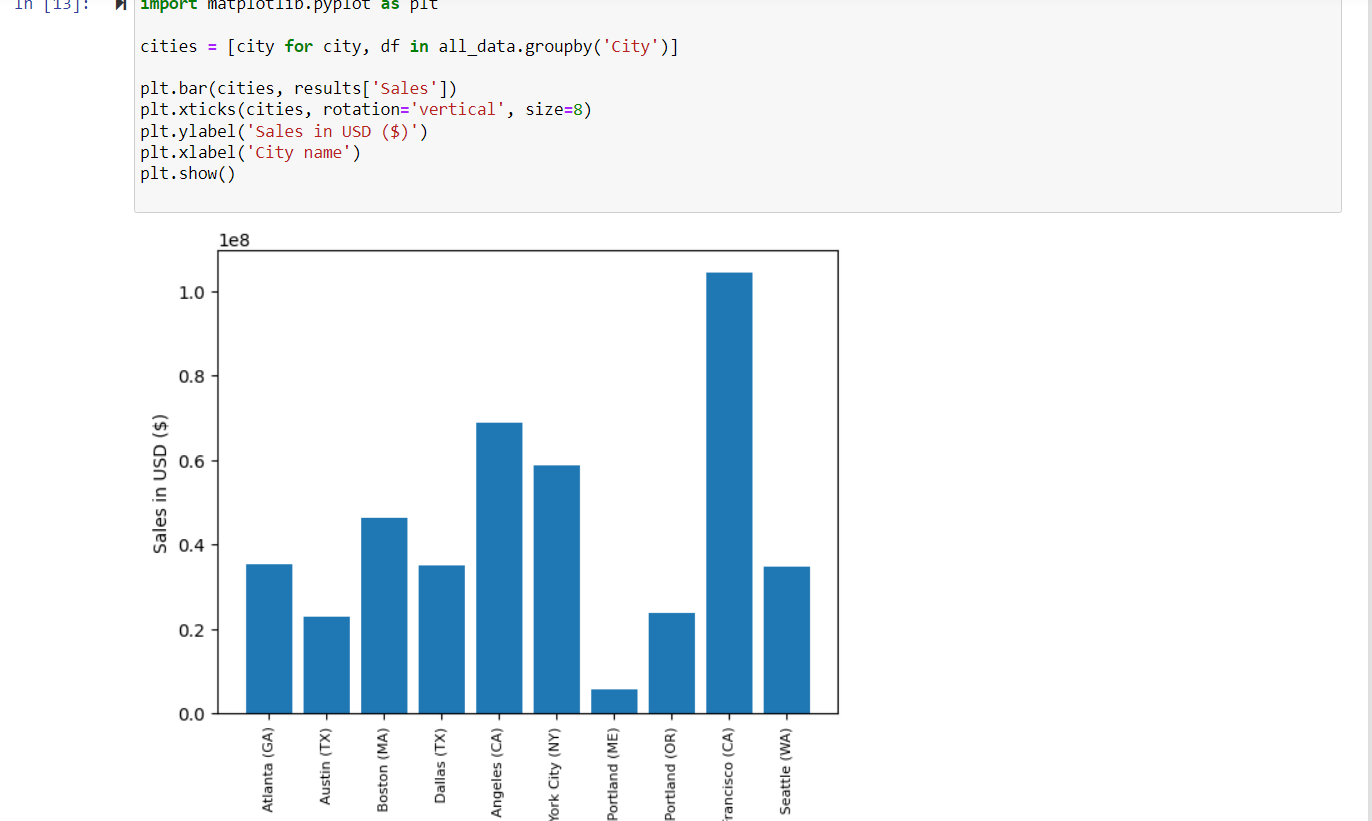 In [13]:
import matplotlib.pyplot as plt
cities = [city for city, df in all_data.groupby('City')]
plt.bar(cities, results['Sales'])
plt.xticks(cities, rotation='vertical', size=8)
plt.ylabel('Sales in USD ($)')
plt.xlabel('City name')
plt.show()
1e8
1.0
0.8
0.6
0.4
0.2
0.0
Sales in USD ($)
Atlanta (GA)
Austin (TX)
Boston (MA)
Dallas (TX)
Angeles (CA)
York City (NY)
Portland (ME)
Portland (OR)
rancisco (CA)
Seattle (WA)